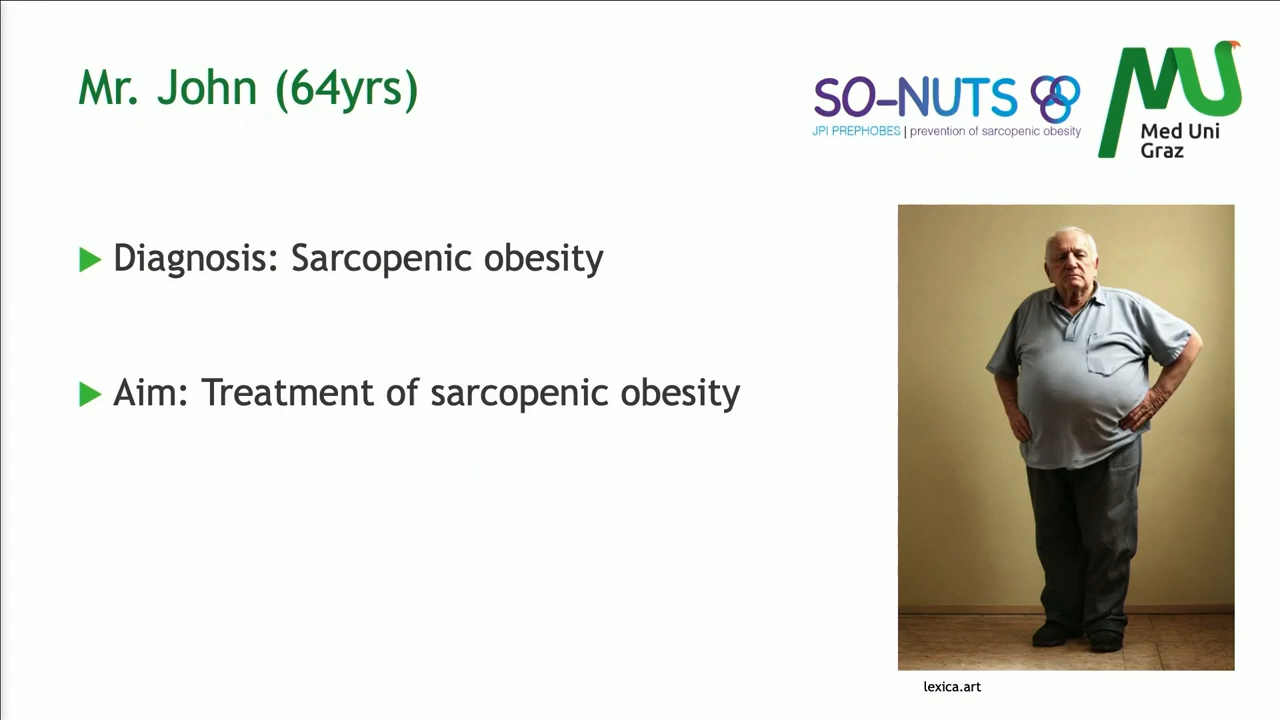 Mr. John (64yrs)
SO-NUTS
JPI PREPHOBES | prevention of sarcopenic obesity
Med Uni
Graz
Diagnosis: Sarcopenic obesity
Aim: Treatment of sarcopenic obesity
lexica.art